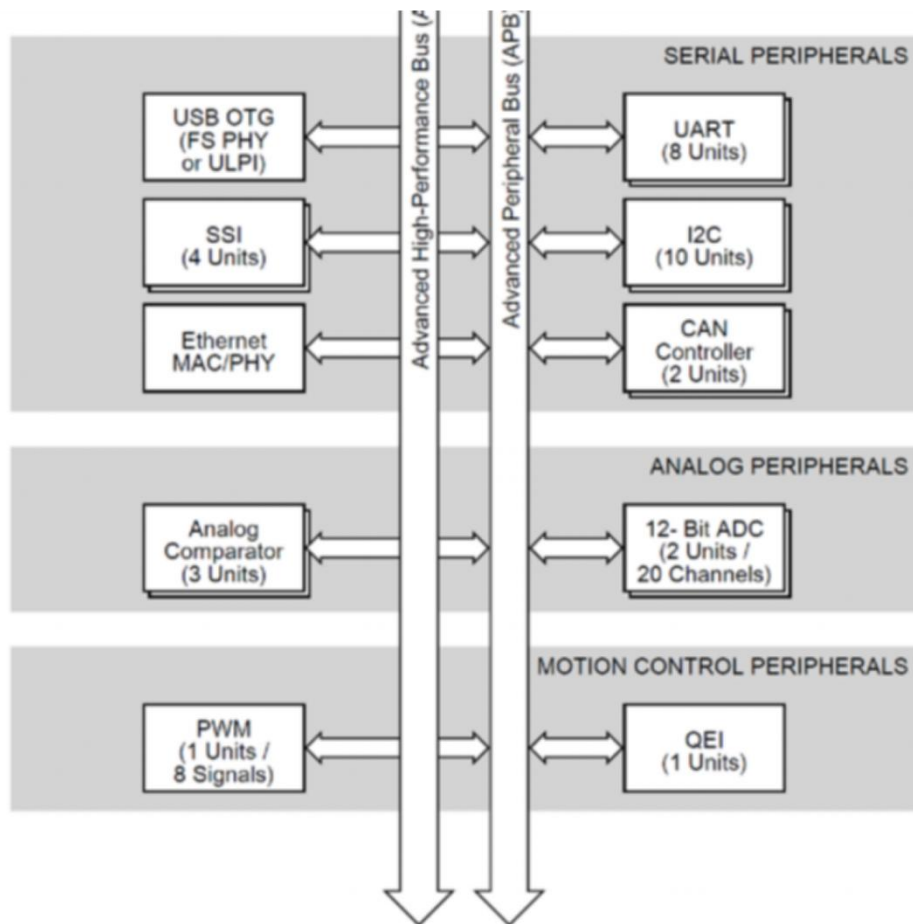 Advanced High-Performance Bus (A
Advanced Peripheral Bus (APB)
SERIAL PERIPHERALS
USB OTG
(FS PHY
or ULPI)
UART
(8 Units)
SSI
(4 Units)
I2C
(10 Units)
Ethernet
MAC/PHY
CAN
Controller
(2 Units)
ANALOG PERIPHERALS
Analog
Comparator
(3 Units)
12- Bit ADC
(2 Units /
20 Channels)
MOTION CONTROL PERIPHERALS
PWM
(1 Units /
8 Signals)
QEI
(1 Units)